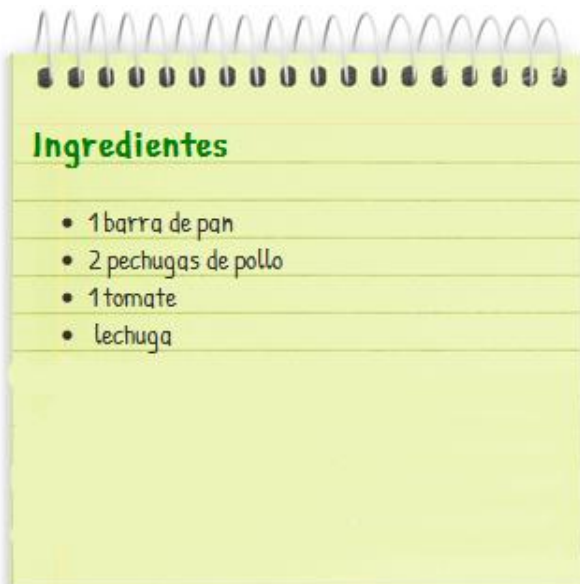 Ingredientes
• 1 barra de pan
• 2 pechugas de pollo
• 1 tomate
• lechuga